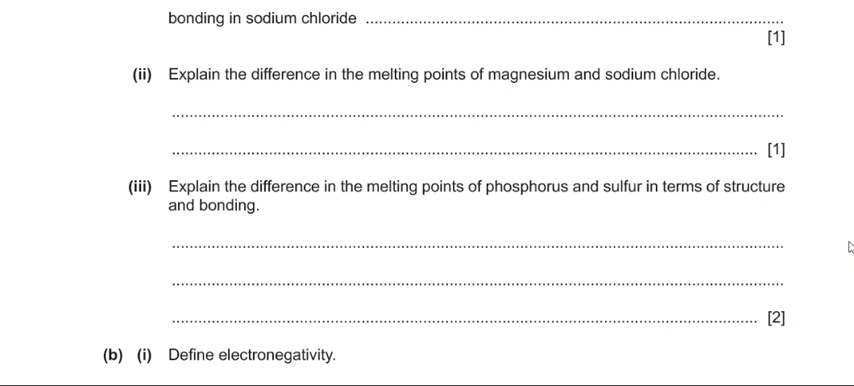 bonding in sodium chloride ..........................................................................................
[1]
(ii) Explain the difference in the melting points of magnesium and sodium chloride.
..........................................................................................
.......................................................................................... [1]
(iii) Explain the difference in the melting points of phosphorus and sulfur in terms of structure
and bonding.
..........................................................................................
..........................................................................................
.......................................................................................... [2]
(b) (i) Define electronegativity.